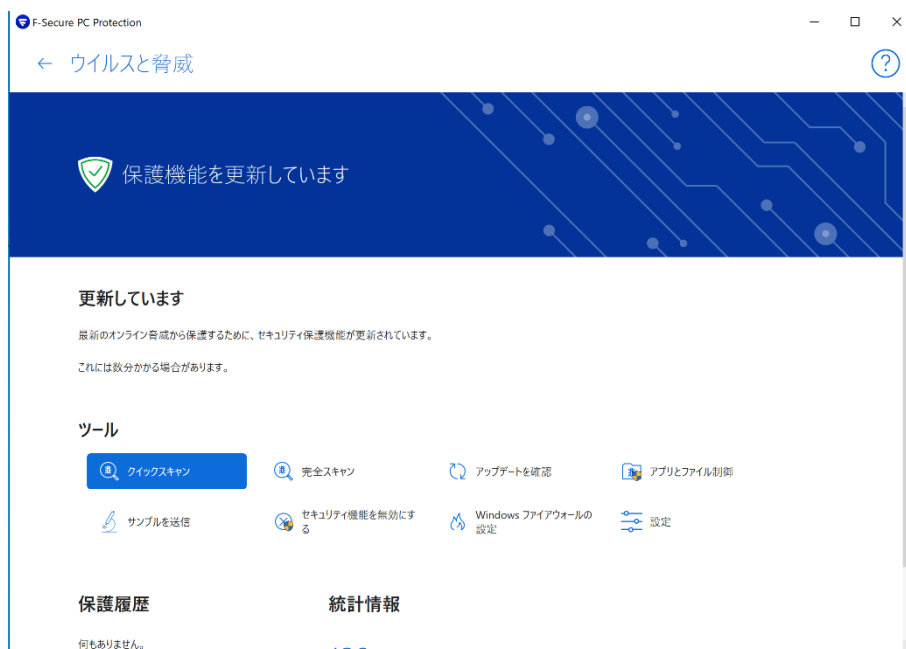 F-Secure PC Protection
ウイルスと脅威
保護機能を更新しています
更新しています
最新のオンライン脅威から保護するために、セキュリティ保護機能が更新されています。
これには数分かかる場合があります。
ツール
クイックスキャン
完全スキャン
アップデートを確認
アプリとファイル制御
サンプルを送信
セキュリティ機能を無効にす
る
Windows ファイアウォールの
設定
設定
保護履歴
統計情報
何もありません。